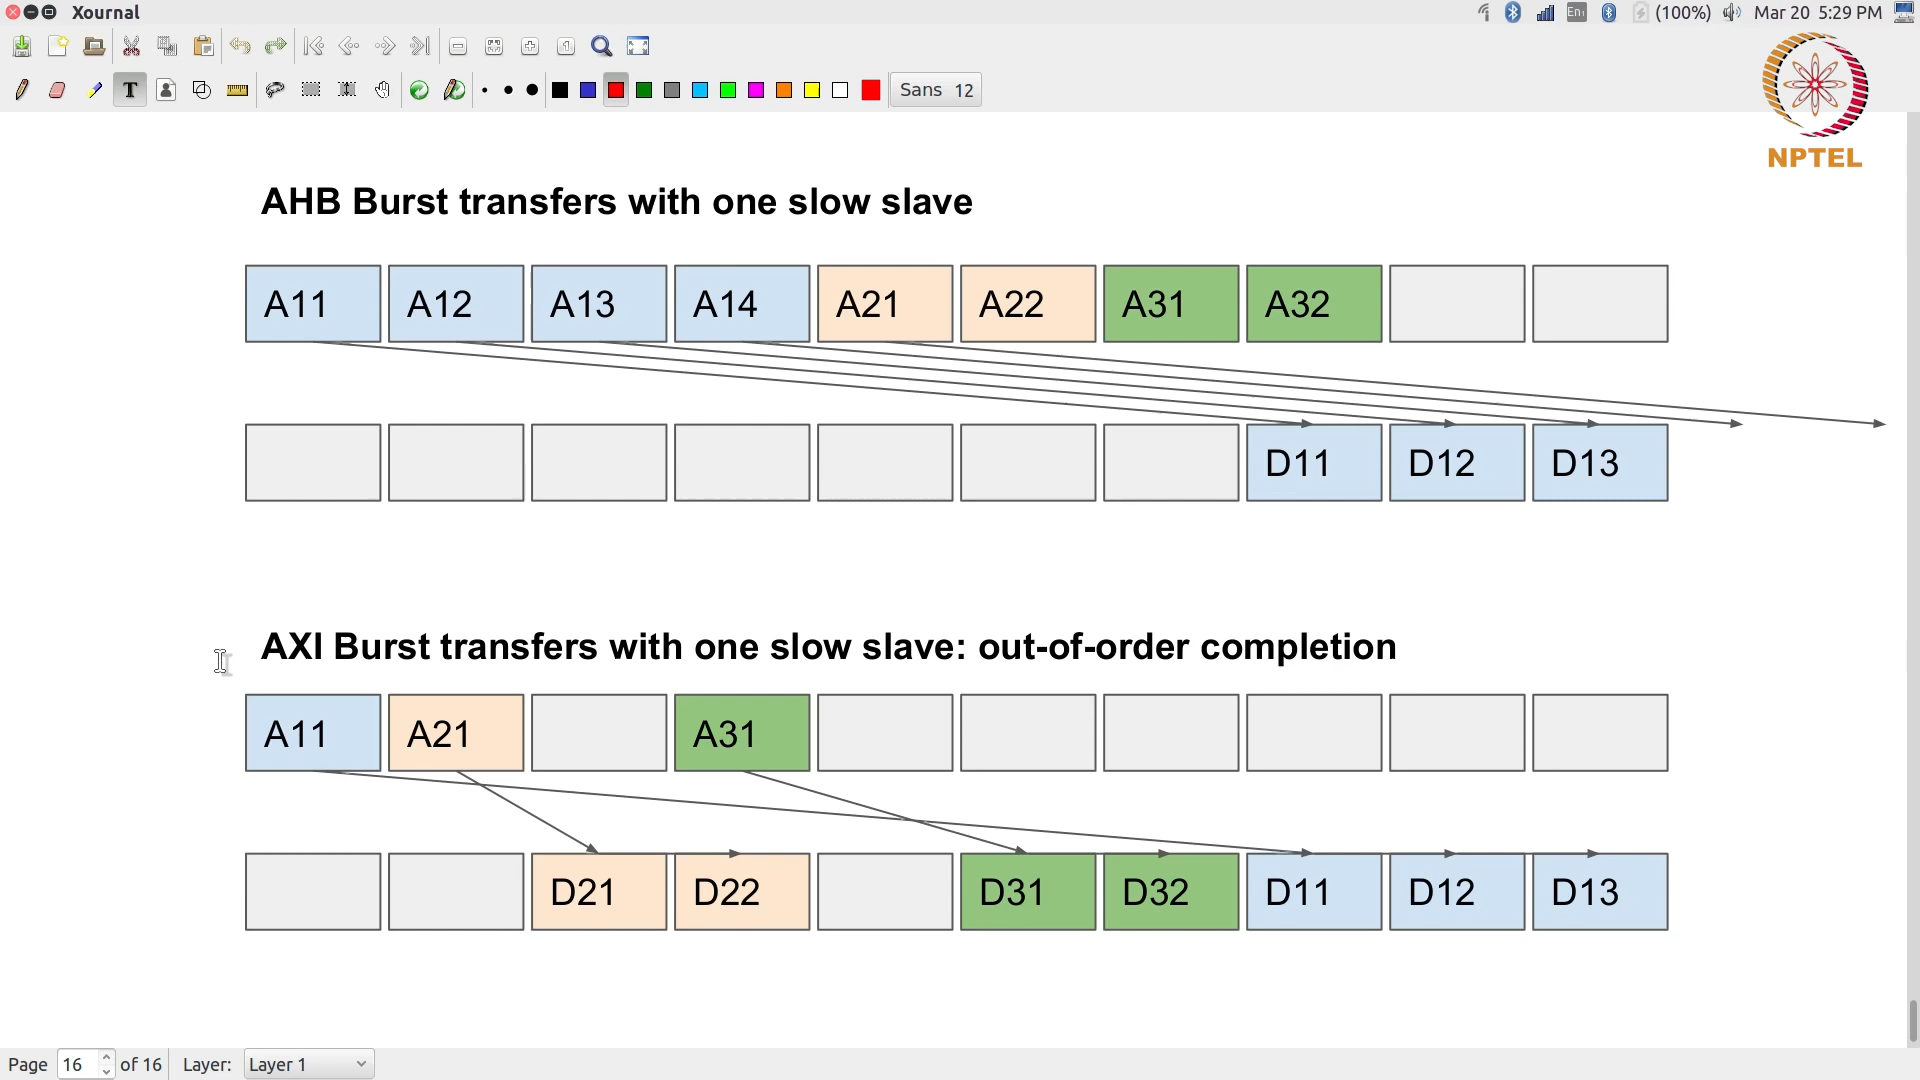 Xournal
En1
(100%)
Mar 20 5:29 PM
Sans 12
NPTEL
AHB Burst transfers with one slow slave
A11 A12 A13 A14 A21 A22 A31 A32
D11 D12 D13
AXI Burst transfers with one slow slave: out-of-order completion
A11 A21 A31
D21 D22 D31 D32 D11 D12 D13
Page 16 of 16 Layer: Layer 1